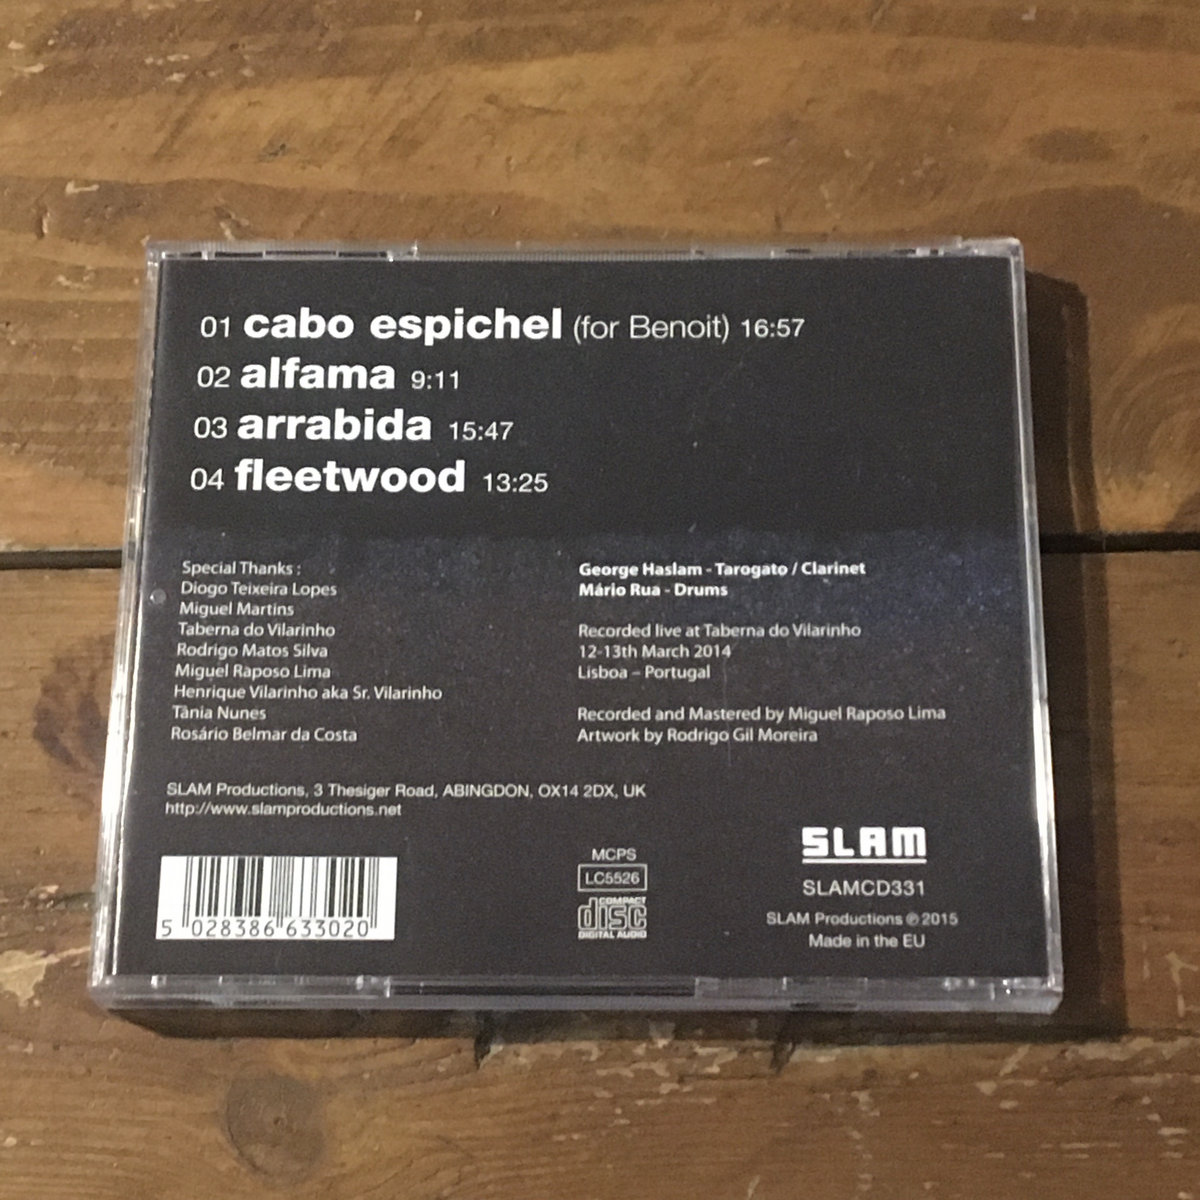 01 cabo espichel (for Benoit) 16:57
02 alfama 9:11
03 arrabida 15:47
04 fleetwood 13:25
Special Thanks :
Diogo Teixeira Lopes
Miguel Martins
Taberna do Vilarinho
Rodrigo Matos Silva
Miguel Raposo Lima
Henrique Vilarinho aka Sr. Vilarinho
Tânia Nunes
Rosário Belmar da Costa
George Haslam - Tarogato / Clarinet
Mário Rua - Drums
Recorded live at Taberna do Vilarinho
12-13th March 2014
Lisboa – Portugal
Recorded and Mastered by Miguel Raposo Lima
Artwork by Rodrigo Gil Moreira
SLAM Productions, 3 Thesiger Road, ABINGDON, OX14 2DX, UK
http://www.slamproductions.net
5 028386 633020
MCPS
LC5526
COMPACT
disc
DIGITAL AUDIO
SLAM
SLAMCD331
SLAM Productions ℗ 2015
Made in the EU